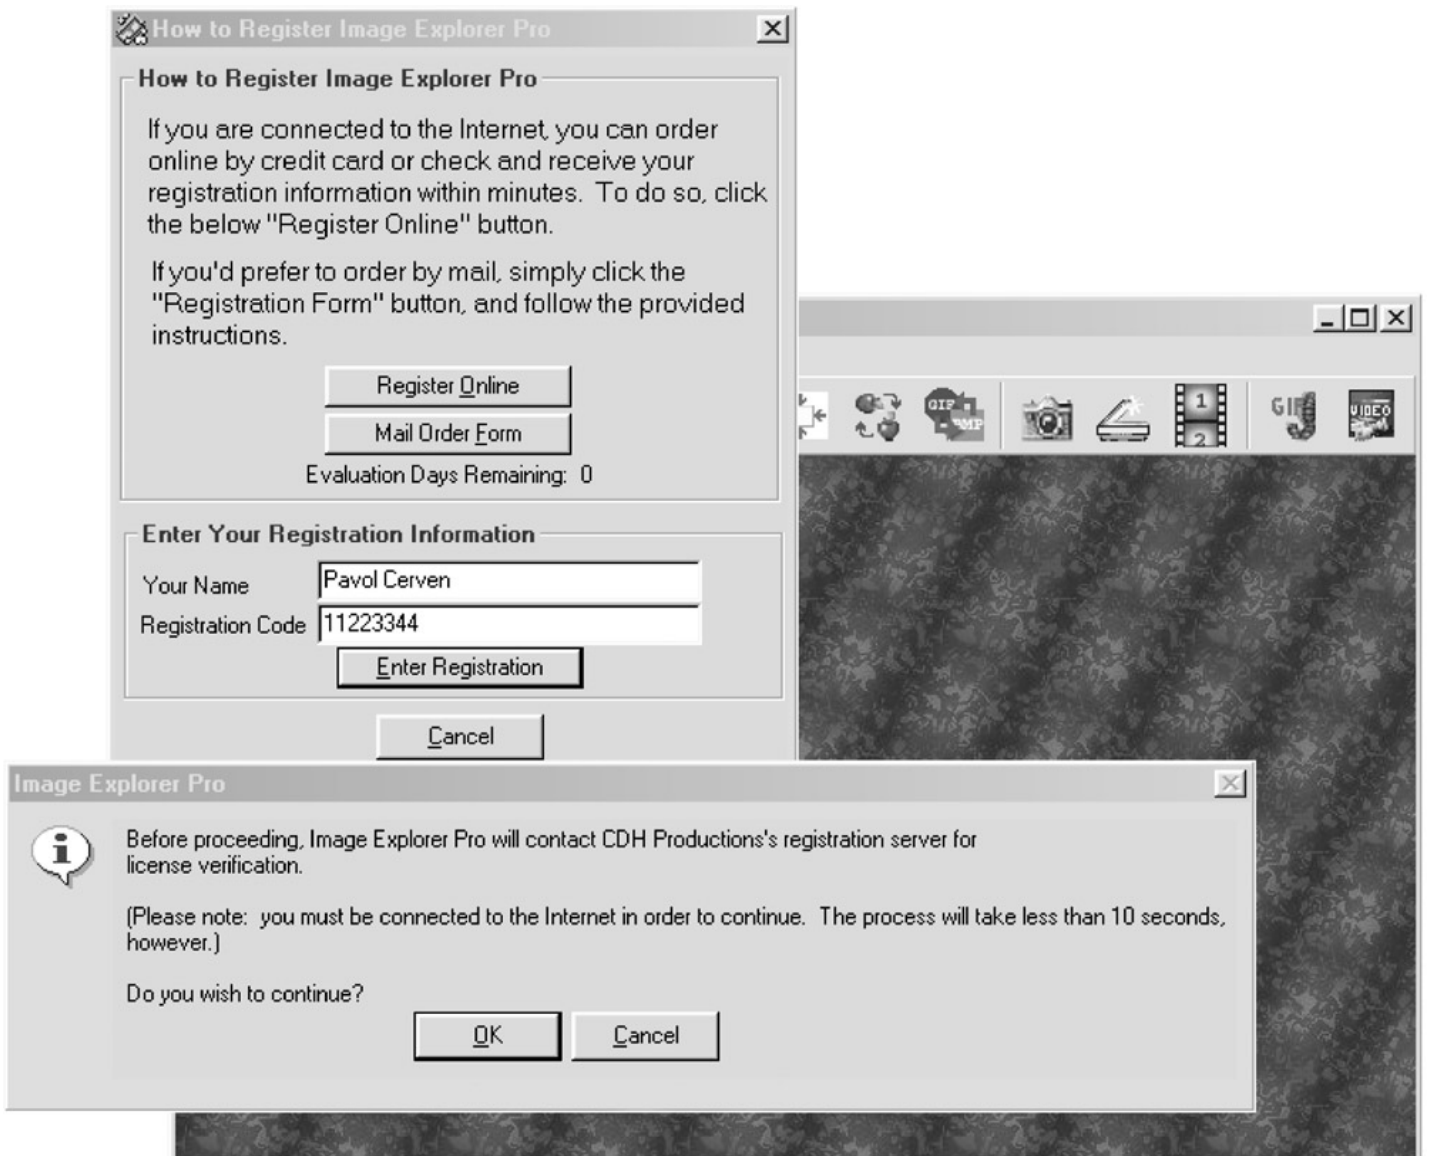 How to Register Image Explorer Pro
How to Register Image Explorer Pro
If you are connected to the Internet, you can order
online by credit card or check and receive your
registration information within minutes. To do so, click
the below "Register Online" button.
If you'd prefer to order by mail, simply click the
"Registration Form" button, and follow the provided
instructions.
Register Online
Mail Order Form
Evaluation Days Remaining: 0
GIF
BMP
1
2
GIF
VIDEO
Enter Your Registration Information
Your Name Pavol Cerven
Registration Code 11223344
Enter Registration
Cancel
Image Explorer Pro
Before proceeding, Image Explorer Pro will contact CDH Productions's registration server for
license verification.
(Please note: you must be connected to the Internet in order to continue. The process will take less than 10 seconds,
however.)
Do you wish to continue?
OK Cancel